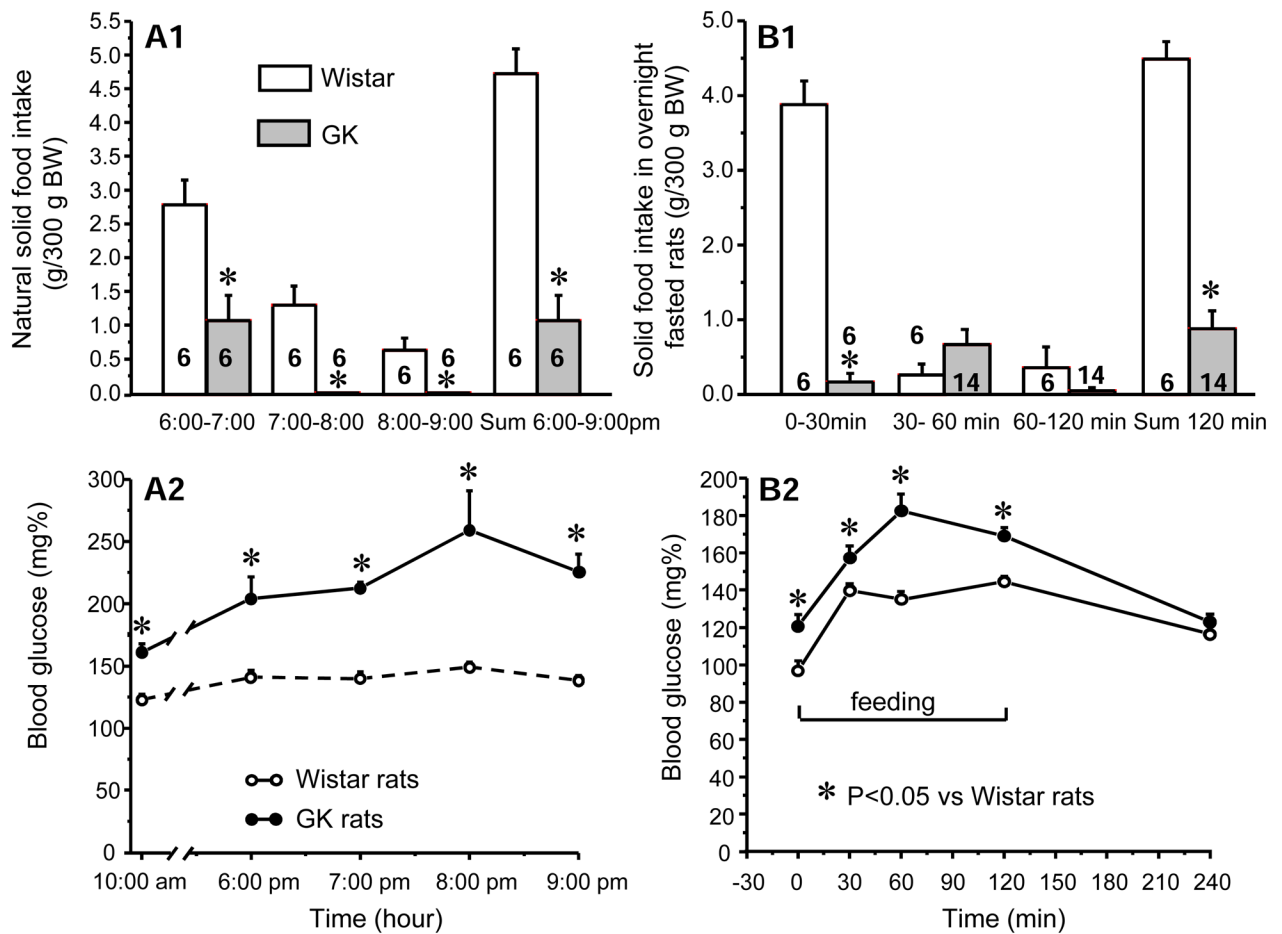 A1
Natural solid food intake
(g/300 g BW)
5.5
5.0
4.5
4.0
3.5
3.0
2.5
2.0
1.5
1.0
0.5
0.0
Wistar
GK
*
*
6
6
6
6
*
6
6
*
6
6
6:00-7:00 7:00-8:00 8:00-9:00 Sum 6:00-9:00pm
B1
Solid food intake in overnight
fasted rats (g/300 g BW)
5.0
4.0
3.0
2.0
1.0
0.0
*
6
6
*
6
14
6
14
6
14
0-30min 30- 60 min 60-120 min Sum 120 min
A2
Blood glucose (mg%)
300
250
200
150
100
50
0
* * * * *
Wistar rats
GK rats
10:00 am 6:00 pm 7:00 pm 8:00 pm 9:00 pm
Time (hour)
B2
Blood glucose (mg%)
200
180
160
140
120
100
80
60
40
20
0
* * * *
feeding
* P<0.05 vs Wistar rats
-30 0 30 60 90 120 150 180 210 240
Time (min)